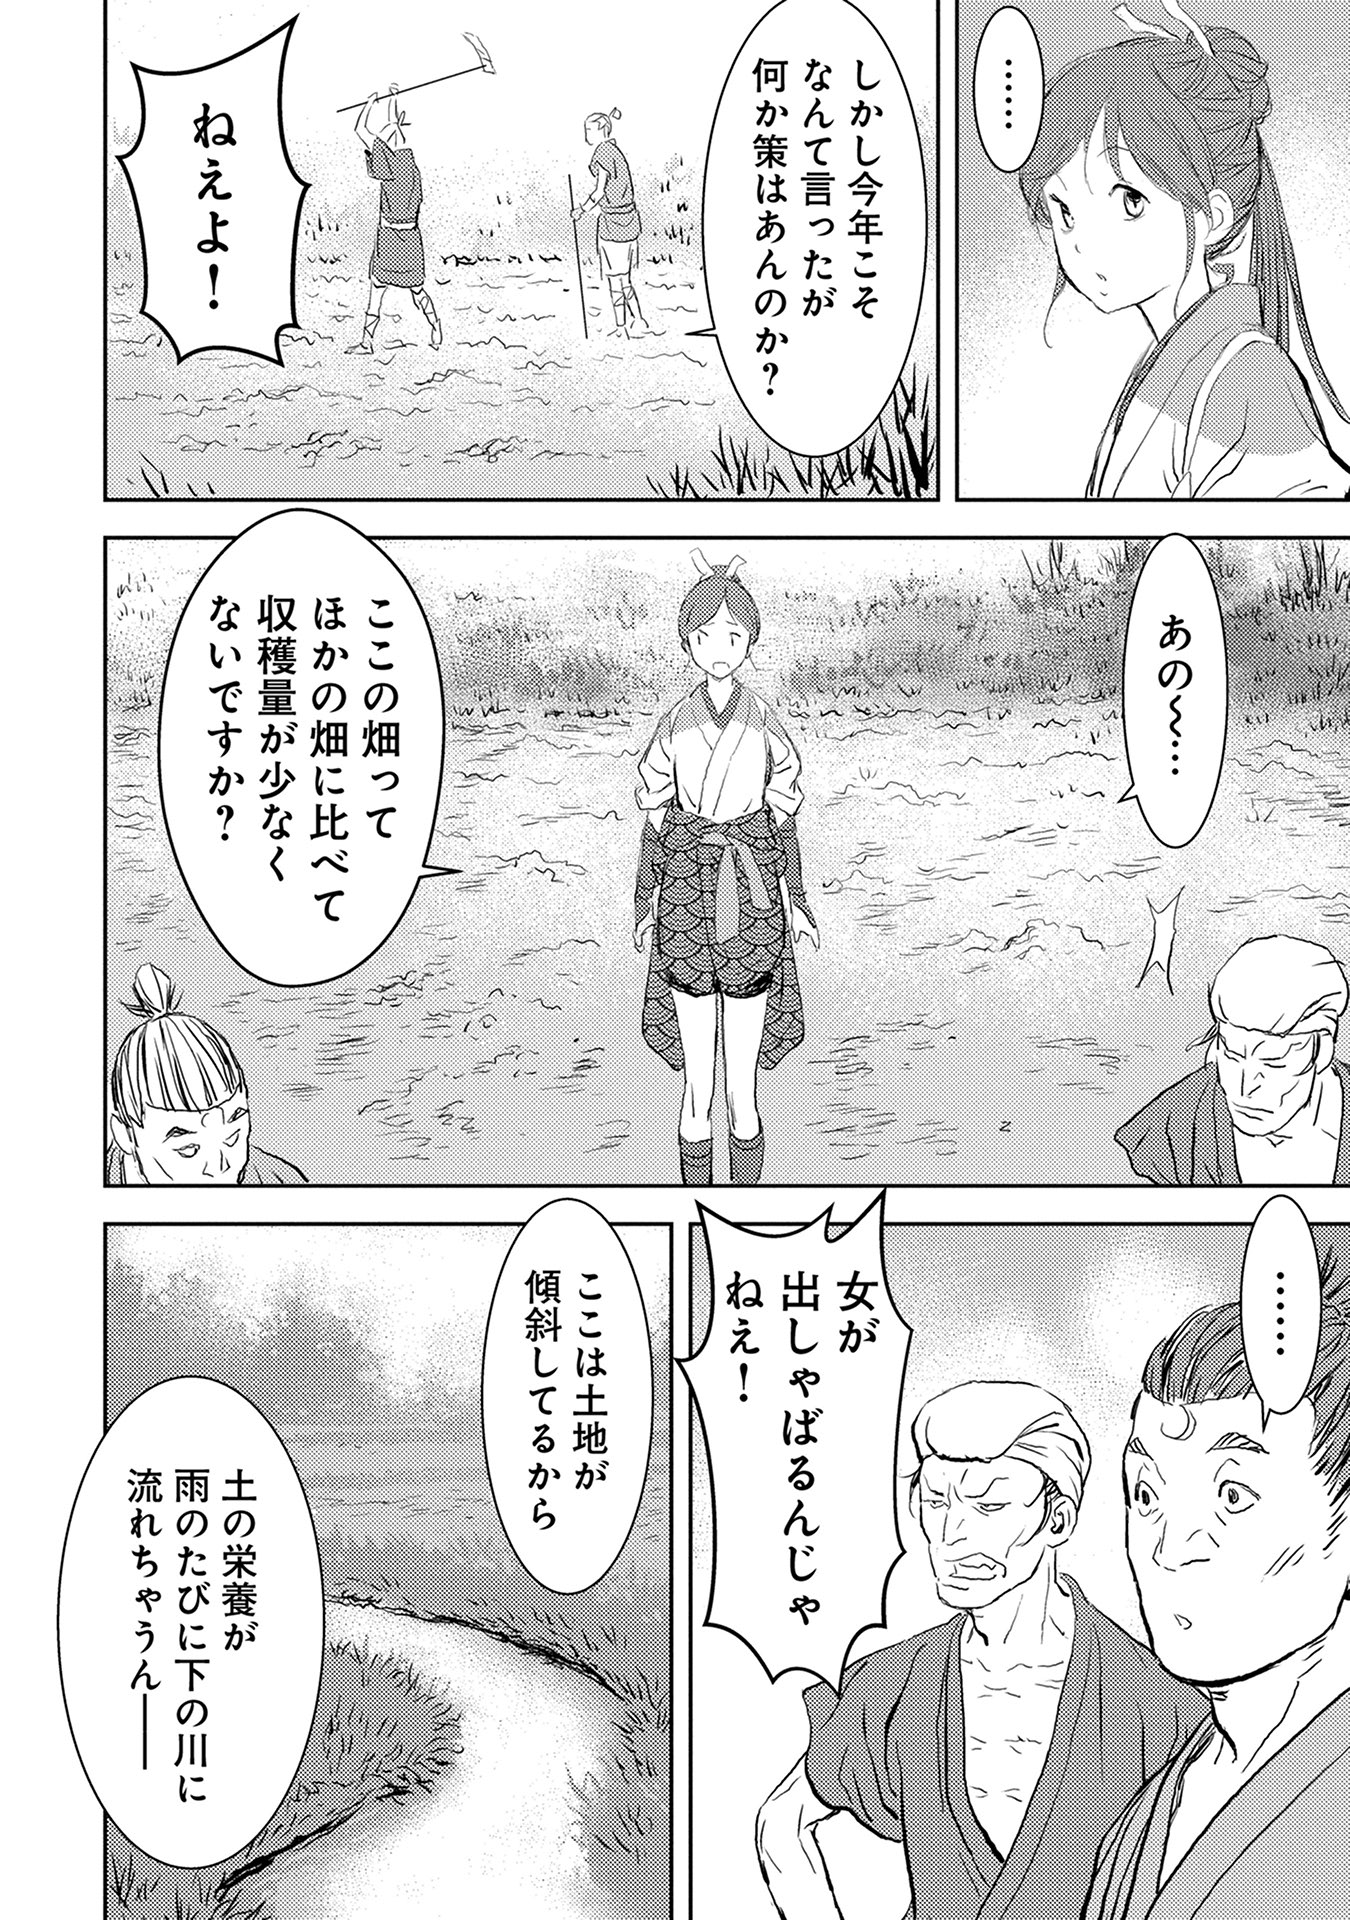 ……
しかし今年こそ
なんて言ったが
何か策はあんのか？
ねえよ！
あの〜…
ここの畑って
ほかの畑に比べて
収穫量が少なく
ないですか？
……
女が
出しゃばるんじゃ
ねぇ！
ここは土地が
傾斜してるから
土の栄養が
雨のたびに下の川に
流れちゃうん──